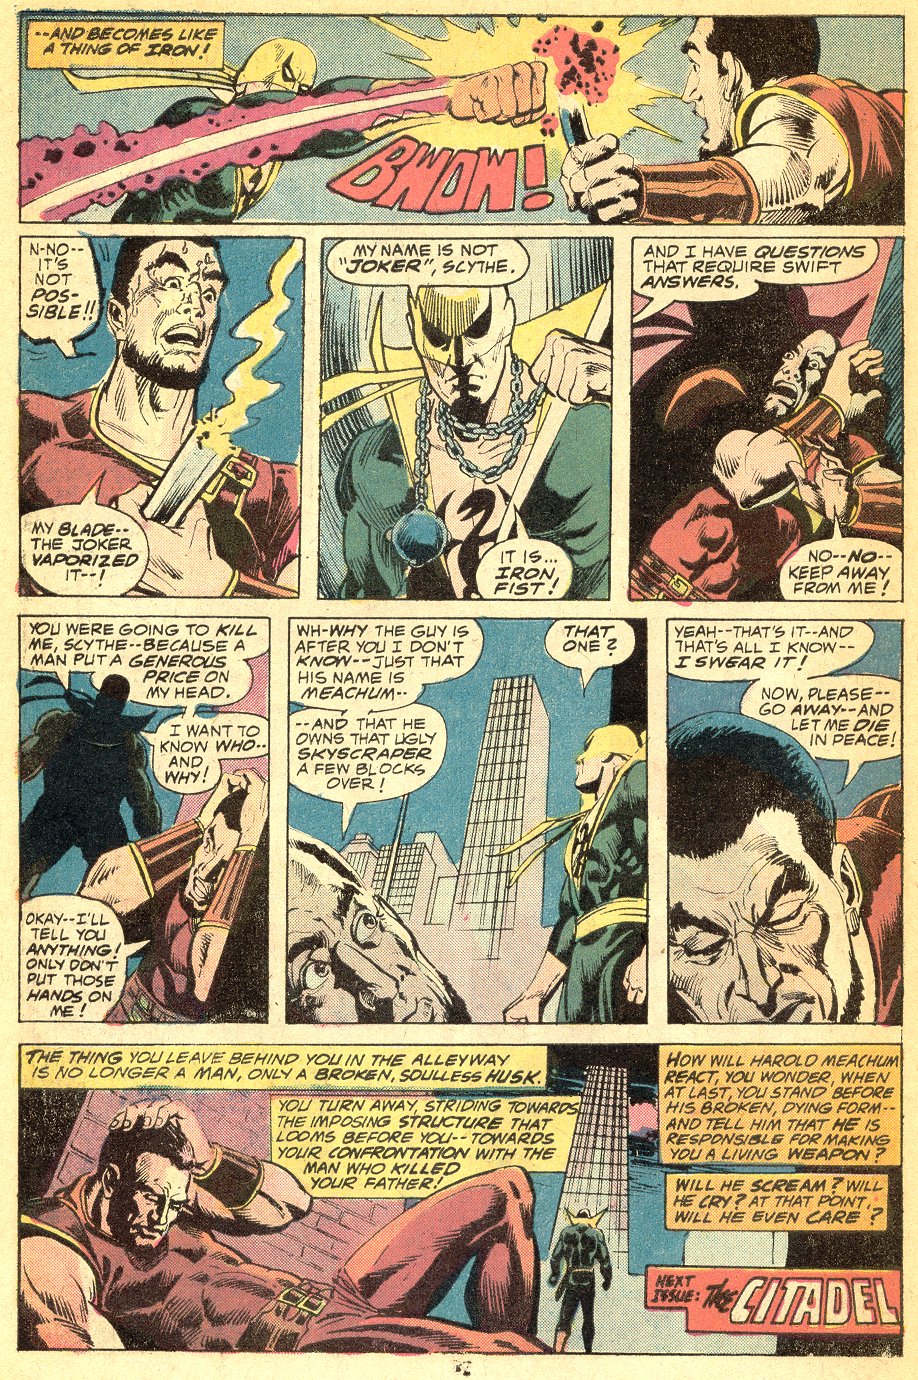 --AND BECOMES LIKE
A THING OF IRON!
BWOW!
N-NO--
IT'S
NOT
POS-
SIBLE!!
MY BLADE--
THE JOKER
VAPORIZED
IT--!
MY NAME IS NOT
"JOKER", SCYTHE.
IT IS...
IRON
FIST!
AND I HAVE QUESTIONS
THAT REQUIRE SWIFT
ANSWERS.
NO--NO--
KEEP AWAY
FROM ME!
YOU WERE GOING TO KILL
ME, SCYTHE--BECAUSE A
MAN PUT A GENEROUS
PRICE ON
MY HEAD.
I WANT TO
KNOW WHO--
AND
WHY!
OKAY--I'LL
TELL YOU
ANYTHING!
ONLY DON'T
PUT THOSE
HANDS ON
ME!
WH-WHY THE GUY IS
AFTER YOU I DON'T
KNOW--JUST THAT
HIS NAME IS
MEACHUM--
--AND THAT HE
OWNS THAT UGLY
SKYSCRAPER
A FEW BLOCKS
OVER!
THAT
ONE?
YEAH--THAT'S IT--AND
THAT'S ALL I KNOW--
I SWEAR IT!
NOW, PLEASE--
GO AWAY--AND
LET ME DIE
IN PEACE!
THE THING YOU LEAVE BEHIND YOU IN THE ALLEYWAY
IS NO LONGER A MAN, ONLY A BROKEN, SOULLESS HUSK.
YOU TURN AWAY, STRIDING TOWARDS
THE IMPOSING STRUCTURE THAT
LOOMS BEFORE YOU--TOWARDS
YOUR CONFRONTATION WITH THE
MAN WHO KILLED
YOUR FATHER!
HOW WILL HAROLD MEACHUM
REACT, YOU WONDER, WHEN
AT LAST, YOU STAND BEFORE
HIS BROKEN, DYING FORM--
AND TELL HIM THAT HE IS
RESPONSIBLE FOR MAKING
YOU A LIVING WEAPON?
WILL HE SCREAM? WILL
HE CRY? AT THAT POINT,
WILL HE EVEN CARE?
NEXT
ISSUE: THE CITADEL